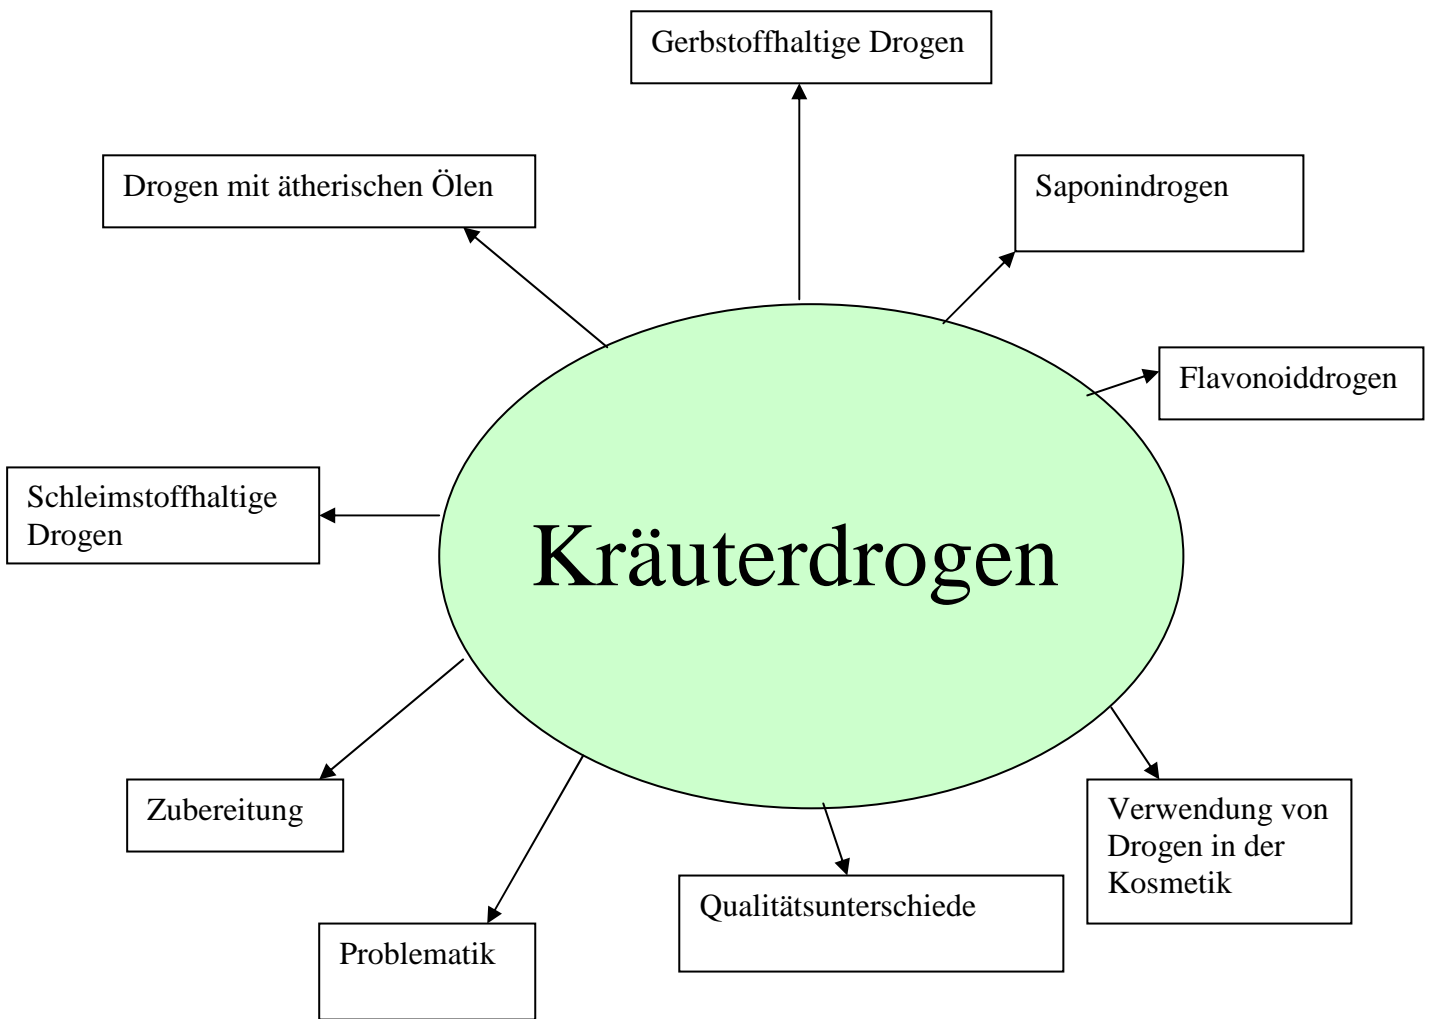 Gerbstoffhaltige Drogen
Drogen mit ätherischen Ölen
Saponindrogen
Flavonoiddrogen
Schleimstoffhaltige
Drogen
Kräuterdrogen
Zubereitung
Verwendung von
Drogen in der
Kosmetik
Qualitätsunterschiede
Problematik